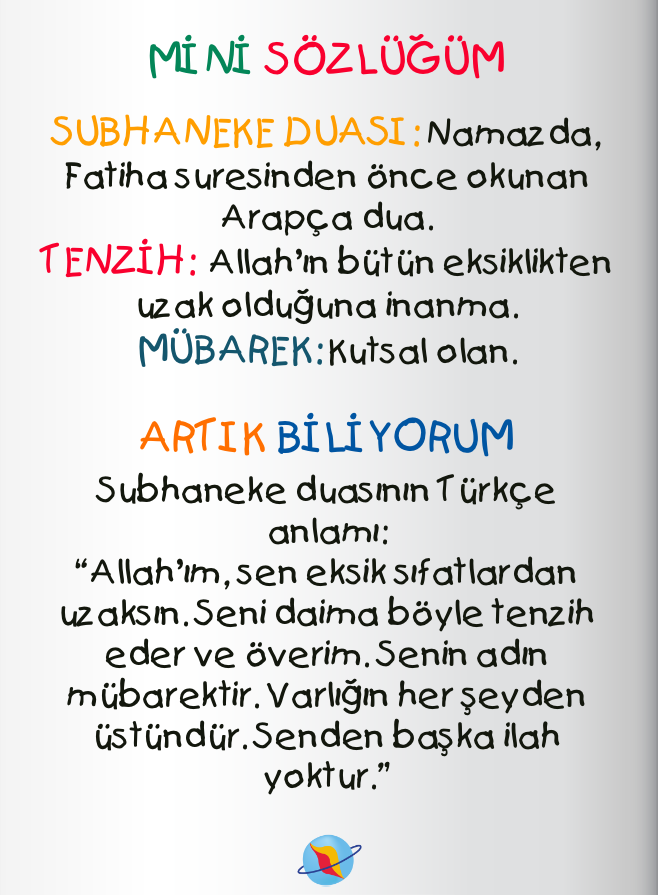 MİNİ SÖZLÜĞÜM
SUBHANEKE DUASI: Namazda,
Fatiha suresinden önce okunan
Arapça dua.
TENZİH: Allah'ın bütün eksiklikten
uzak olduğuna inanma.
MÜBAREK: Kutsal olan.
ARTIK BİLİYORUM
Subhaneke duasının Türkçe
anlamı:
“Allah'ım, sen eksik sıfatlardan
uzaksın. Seni daima böyle tenzih
eder ve överim. Senin adın
mübarektir. Varlığın her şeyden
üstündür. Senden başka ilah
yoktur.”